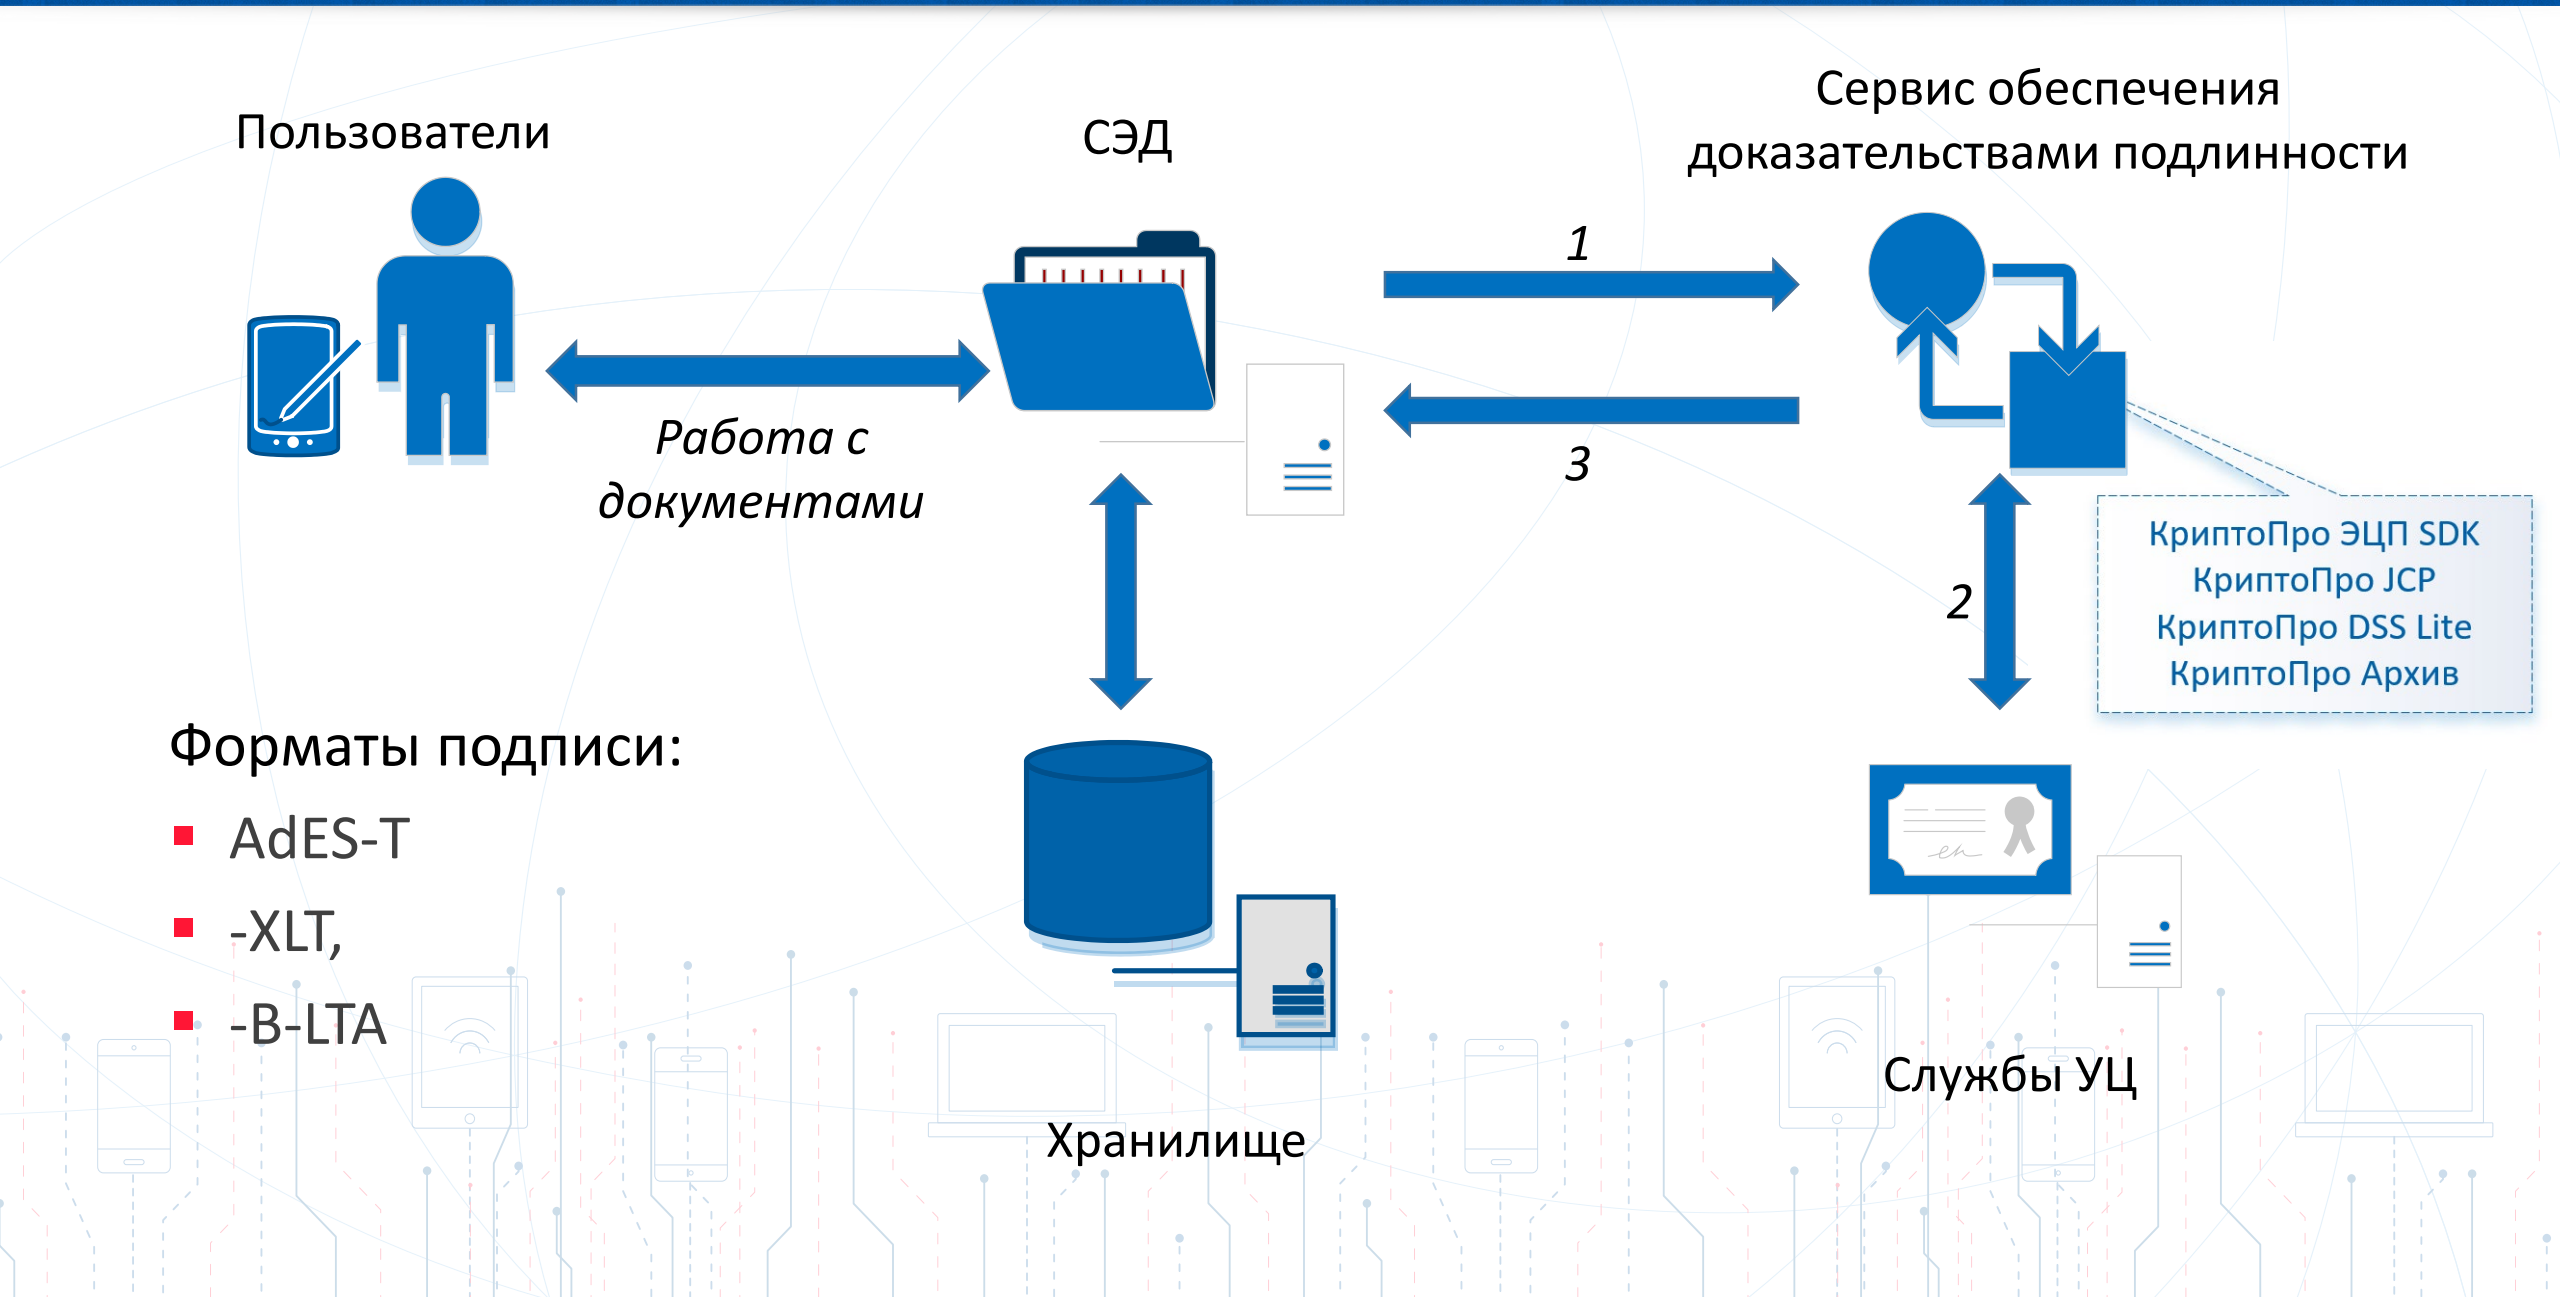 Пользователи
СЭД
Сервис обеспечения
доказательствами подлинности
1
Работа с
документами
3
2
КриптоПро ЭЦП SDK
КриптоПро JCP
КриптоПро DSS Lite
КриптоПро Архив
Форматы подписи:
AdES-T
-XLT,
-B-LTA
Хранилище
Службы УЦ